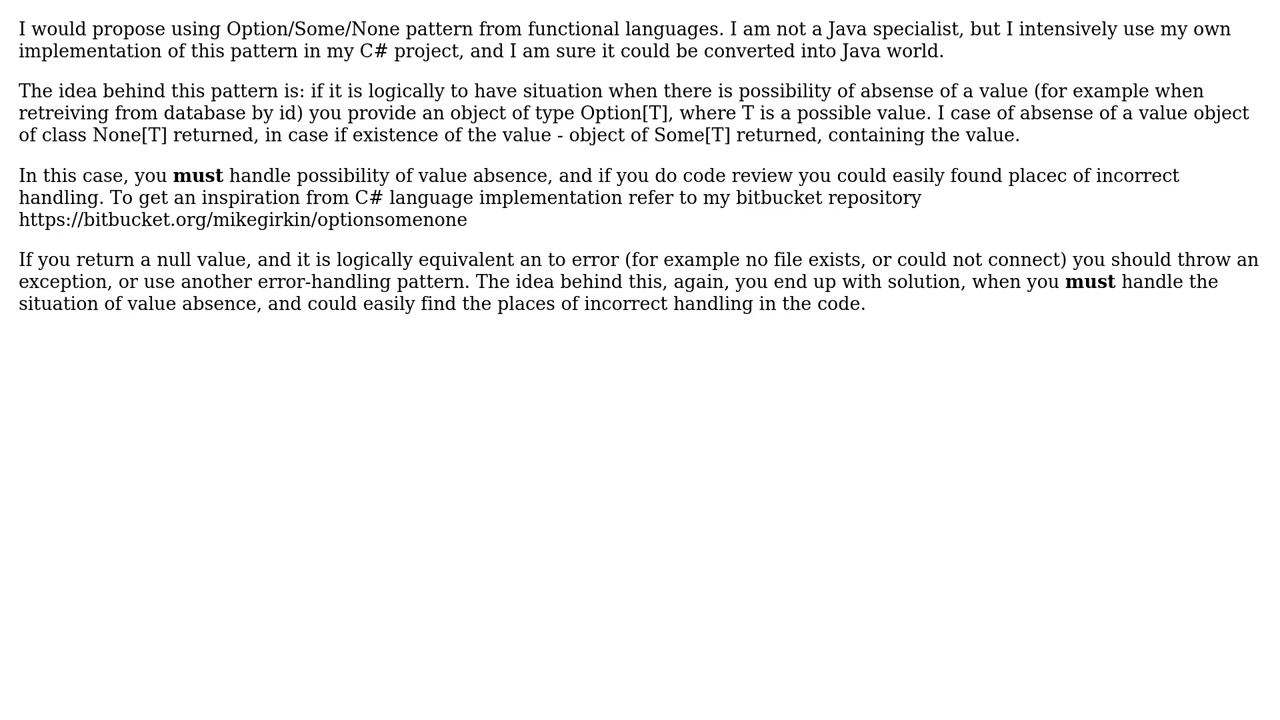 I would propose using Option/Some/None pattern from functional languages. I am not a Java specialist, but I intensively use my own
implementation of this pattern in my C# project, and I am sure it could be converted into Java world.
The idea behind this pattern is: if it is logically to have situation when there is possibility of absense of a value (for example when
retreiving from database by id) you provide an object of type Option[T], where T is a possible value. I case of absense of a value object
of class None[T] returned, in case if existence of the value - object of Some[T] returned, containing the value.
In this case, you must handle possibility of value absence, and if you do code review you could easily found placec of incorrect
handling. To get an inspiration from C# language implementation refer to my bitbucket repository
https://bitbucket.org/mikegirkin/optionsomenone
If you return a null value, and it is logically equivalent an to error (for example no file exists, or could not connect) you should throw an
exception, or use another error-handling pattern. The idea behind this, again, you end up with solution, when you must handle the
situation of value absence, and could easily find the places of incorrect handling in the code.